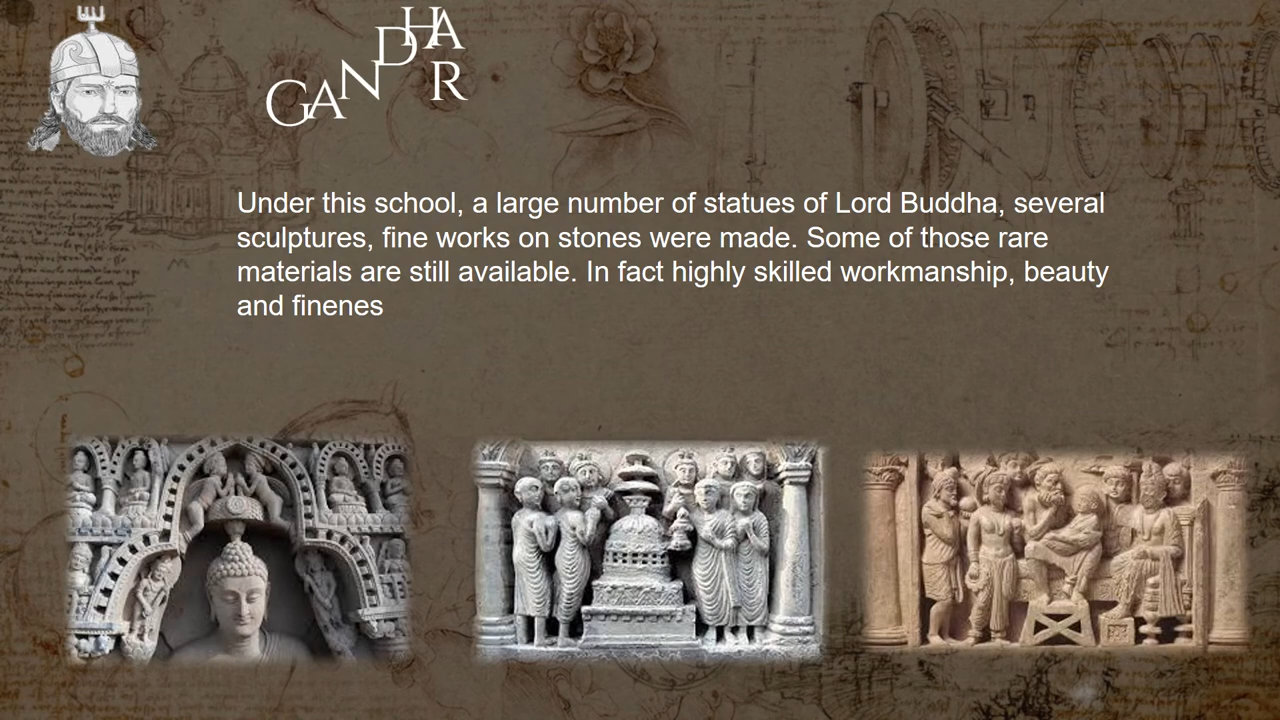 GANDHAR
Under this school, a large number of statues of Lord Buddha, several
sculptures, fine works on stones were made. Some of those rare
materials are still available. In fact highly skilled workmanship, beauty
and finenes